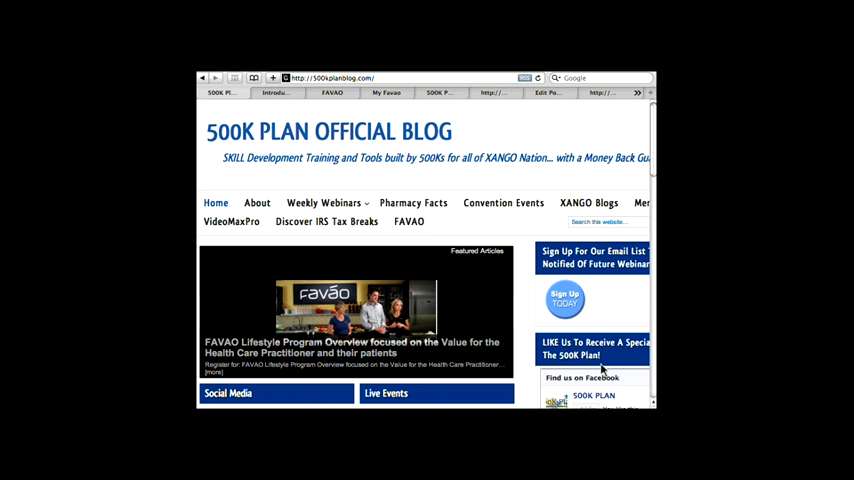 http://500kplanblog.com/
RSS
Google
500K Pl...
Introdu...
FAVAO
My Favao
500K P...
http://...
Edit Po...
http://...
500K PLAN OFFICIAL BLOG
SKILL Development Training and Tools built by 500Ks for all of XANGO Nation... with a Money Back Gua
Home
About
Weekly Webinars
Pharmacy Facts
Convention Events
XANGO Blogs
Mer
VideoMaxPro
Discover IRS Tax Breaks
FAVAO
Search this website...
Featured Articles
FAVAO
FAVAO Lifestyle Program Overview focused on the Value for the
Health Care Practitioner and their patients
Register for: FAVAO Lifestyle Program Overview focused on the Value for the Health Care Practitioner...
[more]
Sign Up For Our Email List
Notified Of Future Webinar
Sign Up
TODAY
LIKE Us To Receive A Specia
The 500K Plan!
Find us on Facebook
500K PLAN
Social Media
Live Events